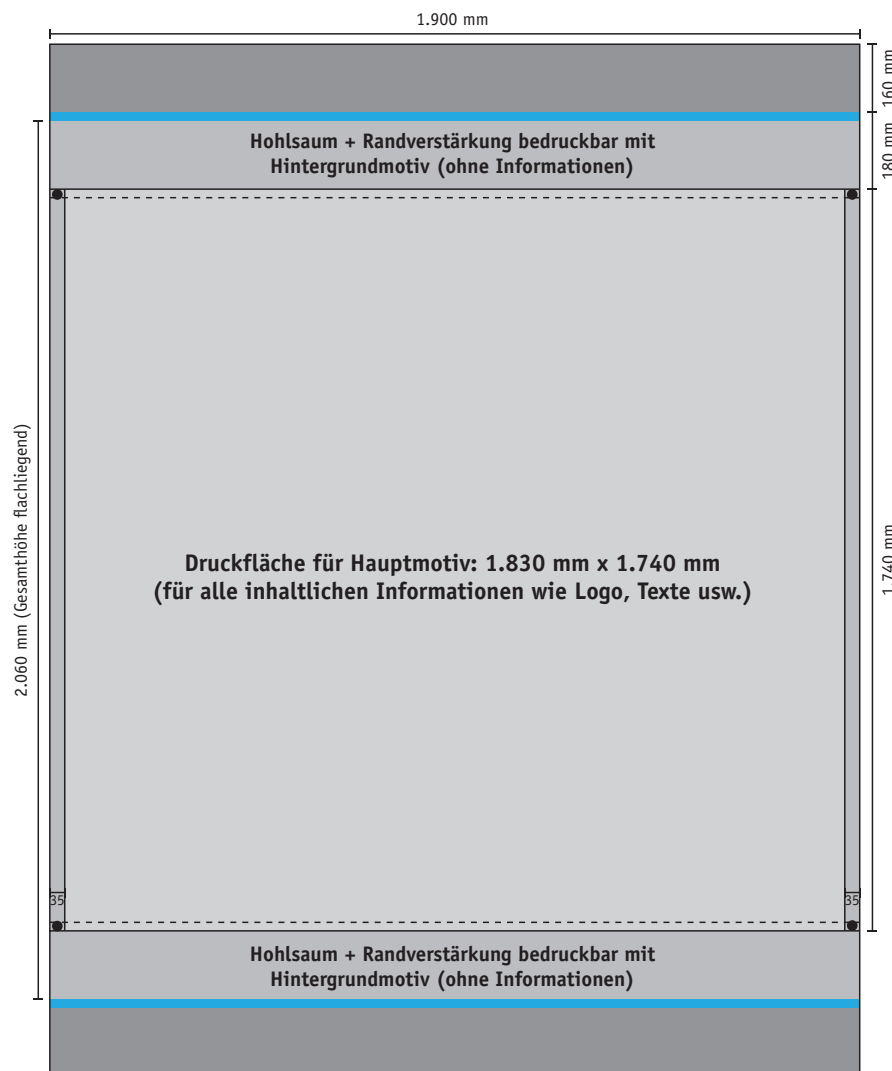 1.900 mm
160 mm
Hohlsaum + Randverstärkung bedruckbar mit
Hintergrundmotiv (ohne Informationen)
180 mm
2.060 mm (Gesamthöhe flachliegend)
Druckfläche für Hauptmotiv: 1.830 mm x 1.740 mm
(für alle inhaltlichen Informationen wie Logo, Texte usw.)
1.740 mm
35
35
Hohlsaum + Randverstärkung bedruckbar mit
Hintergrundmotiv (ohne Informationen)